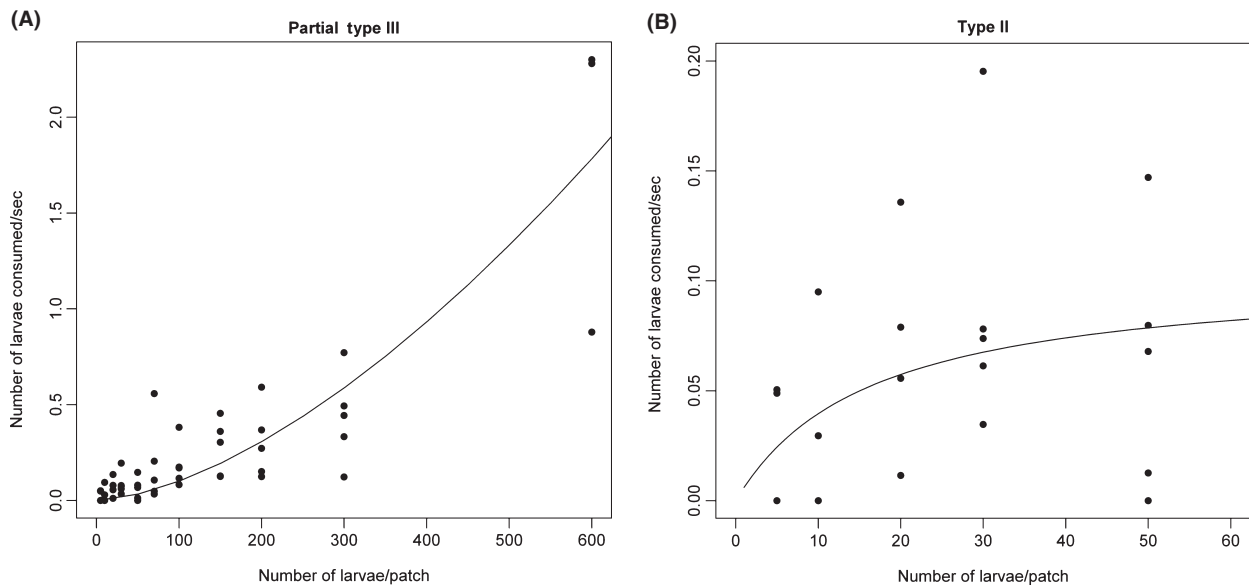 (A)
Partial type III
Number of larvae consumed/sec
0.0 0.5 1.0 1.5 2.0
0 100 200 300 400 500 600
Number of larvae/patch
(B)
Type II
Number of larvae consumed/sec
0.00 0.05 0.10 0.15 0.20
0 10 20 30 40 50 60
Number of larvae/patch